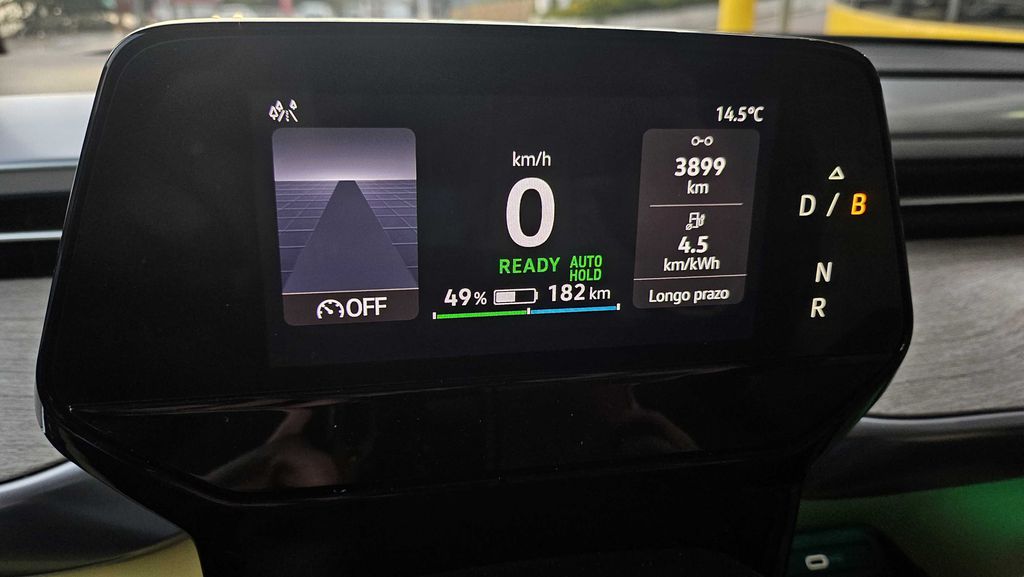 14.5°C
km/h
0
READY
AUTO
HOLD
49% 182 km
OFF
3899
km
4.5
km/kWh
Longo prazo
D / B
N
R